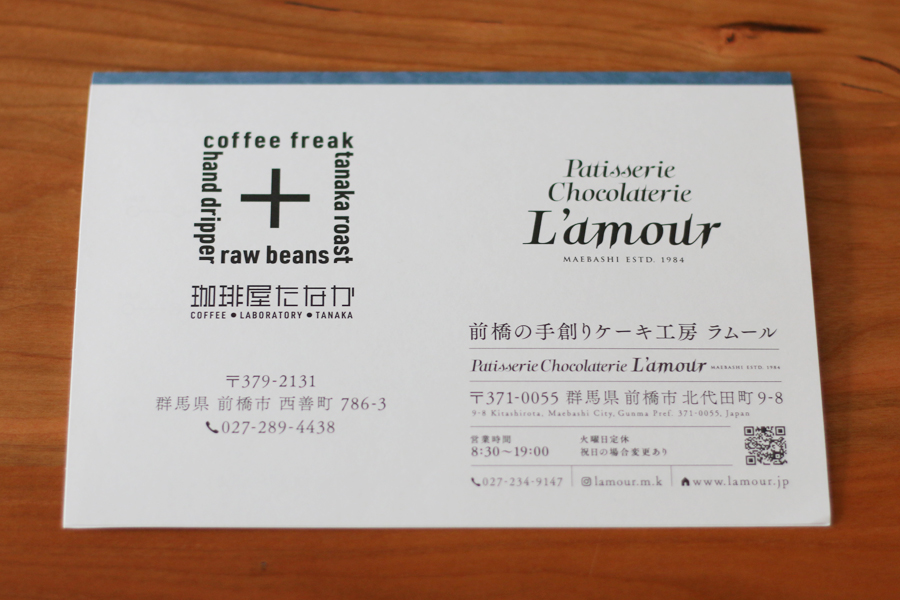 coffee freak
hand dripper
tanaka roast
raw beans
珈琲屋たなか
COFFEE ● LABORATORY ● TANAKA
〒379-2131
群馬県 前橋市 西善町 786-3
027-289-4438
Patisserie
Chocolaterie
L'amour
MAEBASHI ESTD. 1984
前橋の手創りケーキ工房 ラムール
Patisserie Chocolaterie L'amour MAEBASHI ESTD. 1984
〒371-0055 群馬県 前橋市 北代田町 9-8
9-8 Kitashirota, Maebashi City, Gunma Pref. 371-0055, Japan
営業時間
8:30～19:00
火曜日定休
祝日の場合変更あり
027-234-9147
lamour.m.k
www.lamour.jp